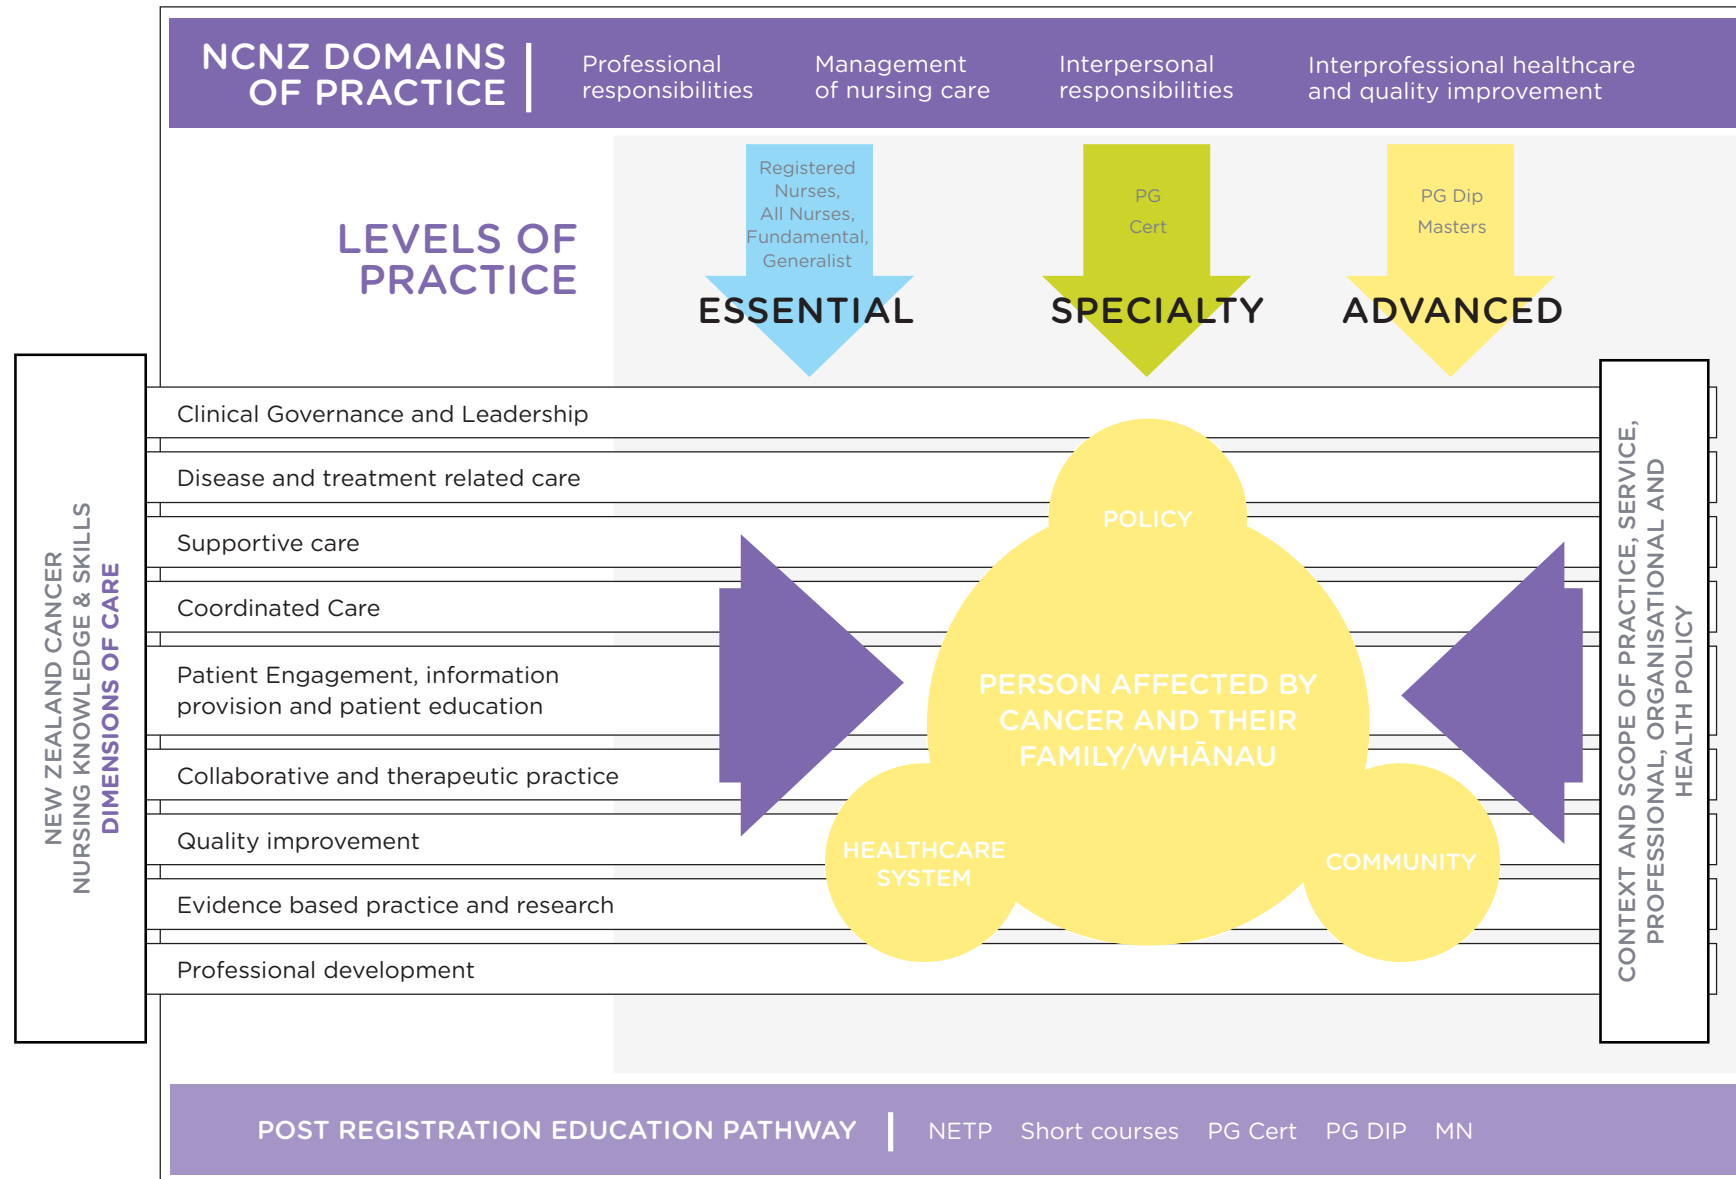 NCNZ DOMAINS
OF PRACTICE
Professional
responsibilities
Management
of nursing care
Interpersonal
responsibilities
Interprofessional healthcare
and quality improvement
LEVELS OF
PRACTICE
Registered
Nurses,
All Nurses,
Fundamental,
Generalist
ESSENTIAL
PG
Cert
SPECIALTY
PG Dip
Masters
ADVANCED
NEW ZEALAND CANCER
NURSING KNOWLEDGE & SKILLS
DIMENSIONS OF CARE
Clinical Governance and Leadership
Disease and treatment related care
Supportive care
Coordinated Care
Patient Engagement, information
provision and patient education
Collaborative and therapeutic practice
Quality improvement
Evidence based practice and research
Professional development
POLICY
PERSON AFFECTED BY
CANCER AND THEIR
FAMILY/WHĀNAU
HEALTHCARE
SYSTEM
COMMUNITY
CONTEXT AND SCOPE OF PRACTICE, SERVICE,
PROFESSIONAL, ORGANISATIONAL AND
HEALTH POLICY
POST REGISTRATION EDUCATION PATHWAY
NETP Short courses PG Cert PG DIP MN